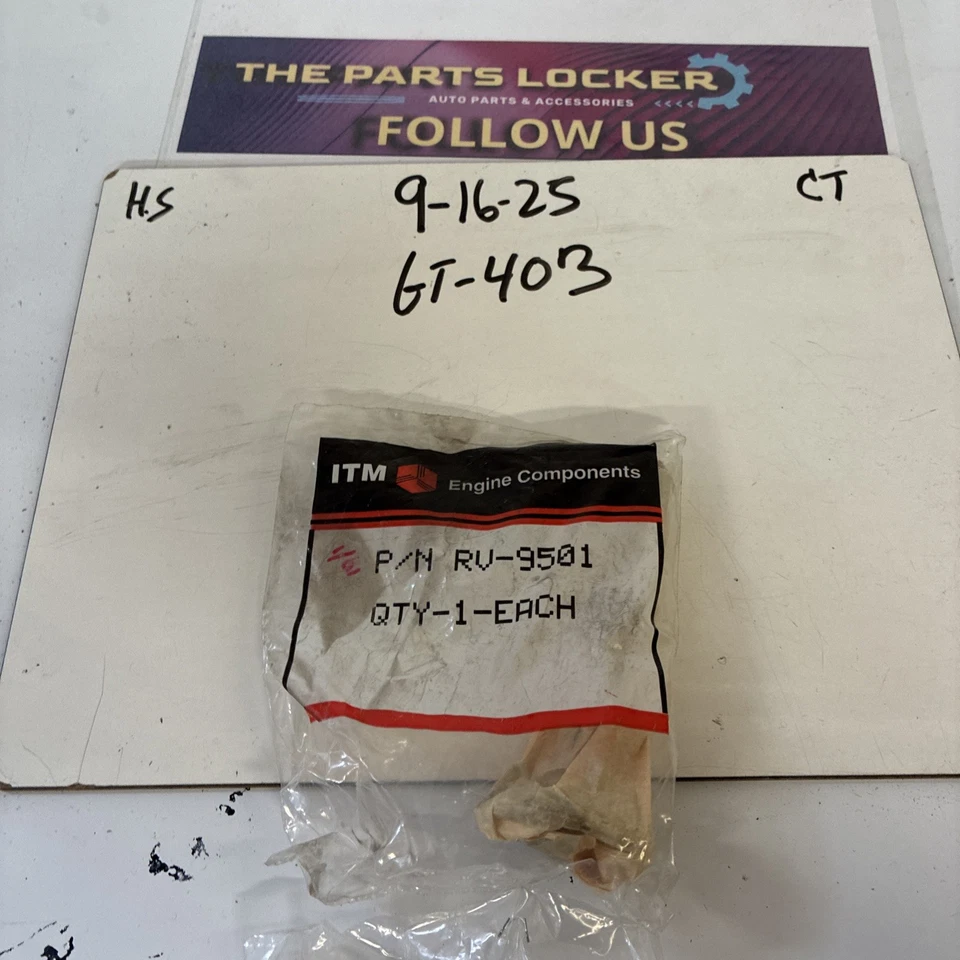 THE PARTS LOCKER
AUTO PARTS & ACCESSORIES <<<<
FOLLOW US
H.S 9-16-25 CT
GT-403
ITM Engine Components
P/N RV-9501
QTY-1-EACH